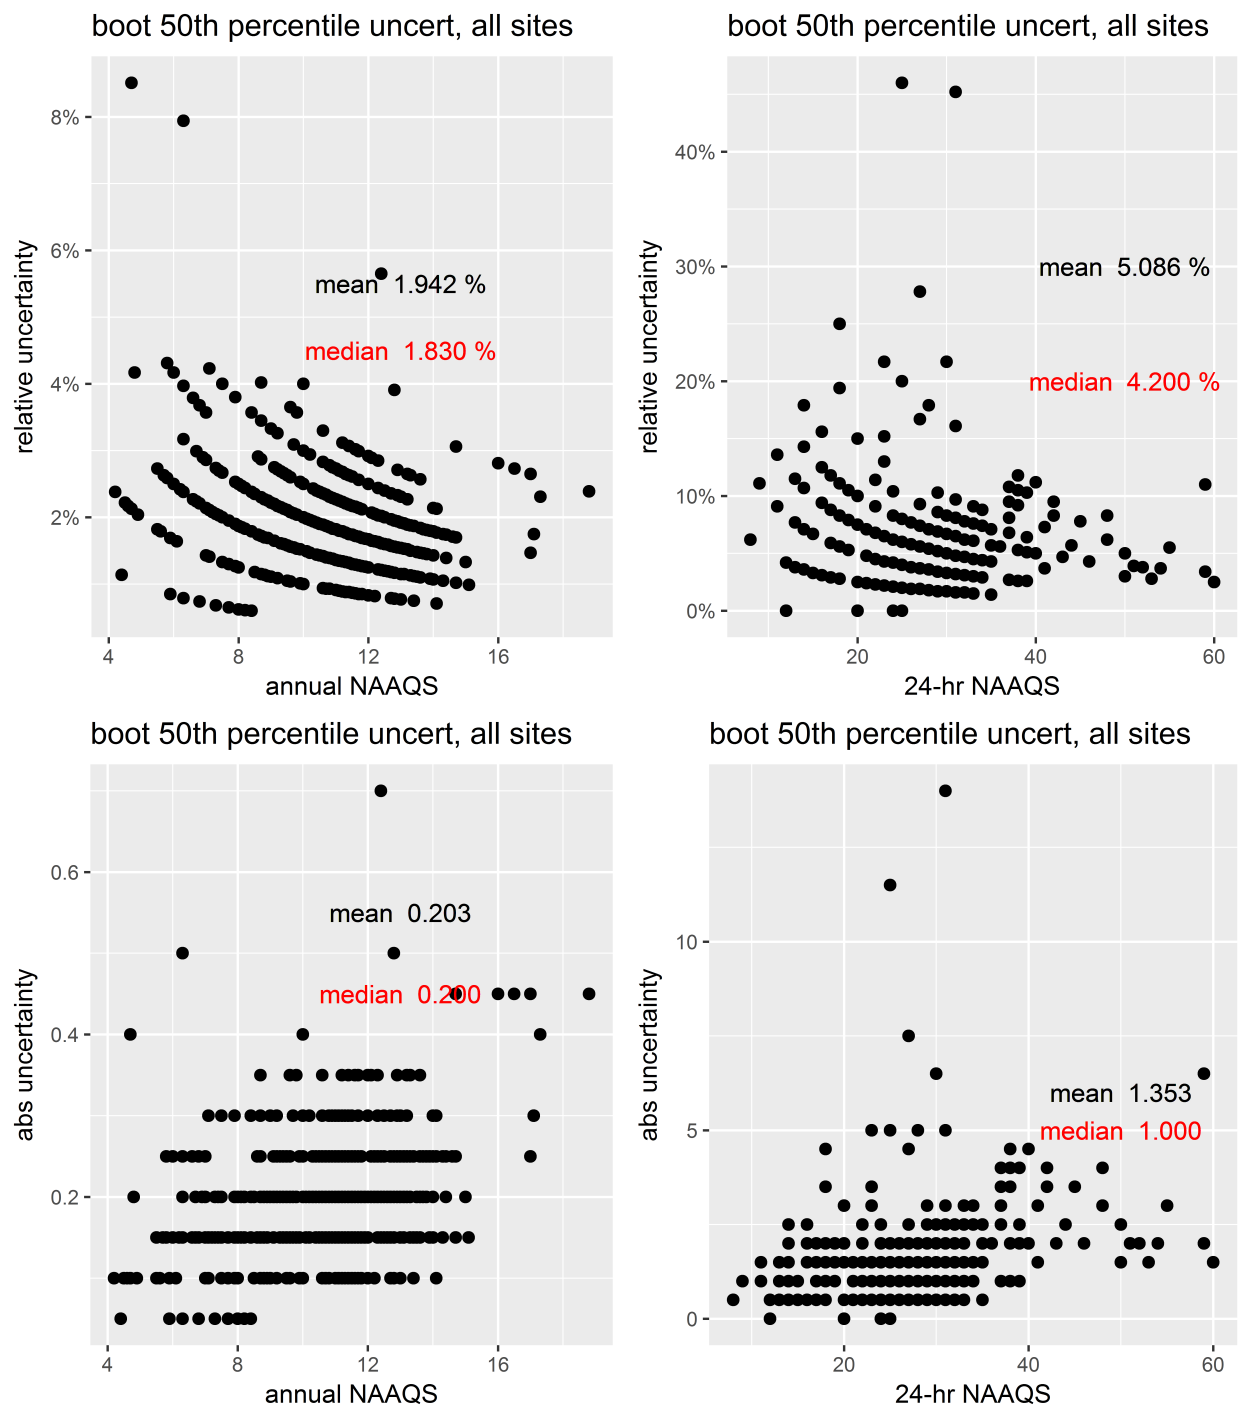 boot 50th percentile uncert, all sites
relative uncertainty
8%
6%
4%
2%
mean 1.942 %
median 1.830 %
4 8 12 16
annual NAAQS
boot 50th percentile uncert, all sites
relative uncertainty
40%
30%
20%
10%
0%
mean 5.086 %
median 4.200 %
20 40 60
24-hr NAAQS
boot 50th percentile uncert, all sites
abs uncertainty
0.6
0.4
0.2
mean 0.203
median 0.200
4 8 12 16
annual NAAQS
boot 50th percentile uncert, all sites
abs uncertainty
10
5
0
mean 1.353
median 1.000
20 40 60
24-hr NAAQS